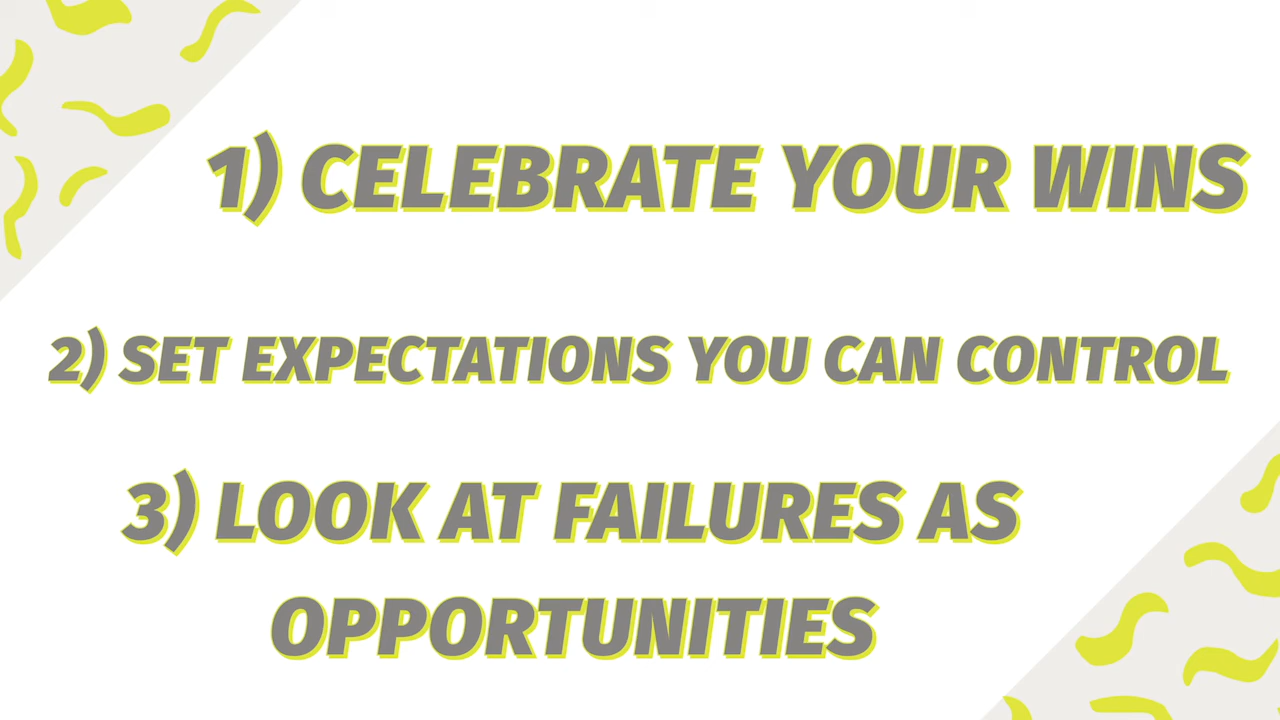 1) CELEBRATE YOUR WINS
2) SET EXPECTATIONS YOU CAN CONTROL
3) LOOK AT FAILURES AS
OPPORTUNITIES